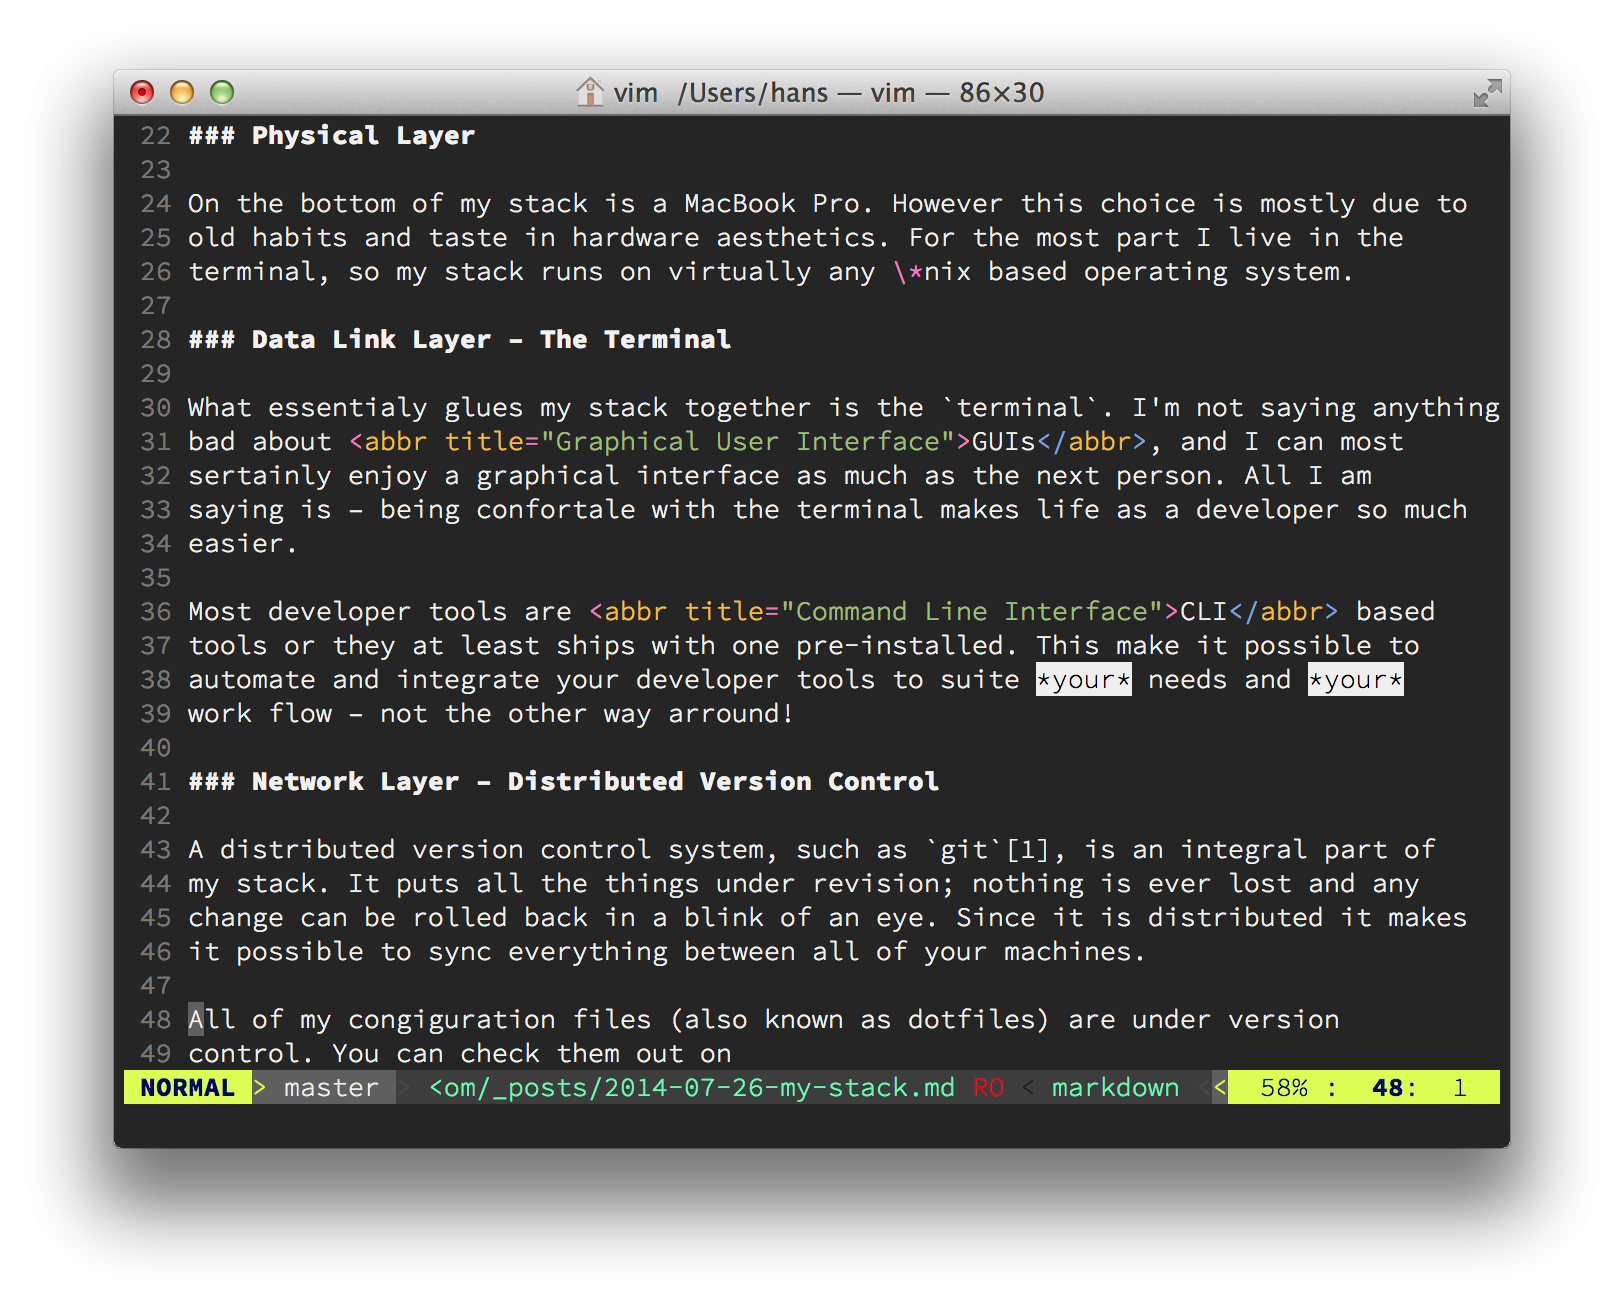 vim /Users/hans — vim — 86×30
22 ### Physical Layer
23
24 On the bottom of my stack is a MacBook Pro. However this choice is mostly due to
25 old habits and taste in hardware aesthetics. For the most part I live in the
26 terminal, so my stack runs on virtually any \*nix based operating system.
27
28 ### Data Link Layer – The Terminal
29
30 What essentialy glues my stack together is the `terminal`. I'm not saying anything
31 bad about <abbr title="Graphical User Interface">GUIs</abbr>, and I can most
32 sertainly enjoy a graphical interface as much as the next person. All I am
33 saying is – being confortale with the terminal makes life as a developer so much
34 easier.
35
36 Most developer tools are <abbr title="Command Line Interface">CLI</abbr> based
37 tools or they at least ships with one pre-installed. This make it possible to
38 automate and integrate your developer tools to suite *your* needs and *your*
39 work flow – not the other way arround!
40
41 ### Network Layer – Distributed Version Control
42
43 A distributed version control system, such as `git`[1], is an integral part of
44 my stack. It puts all the things under revision; nothing is ever lost and any
45 change can be rolled back in a blink of an eye. Since it is distributed it makes
46 it possible to sync everything between all of your machines.
47
48 All of my congiguration files (also known as dotfiles) are under version
49 control. You can check them out on
NORMAL > master > <om/_posts/2014-07-26-my-stack.md RO < markdown << 58% : 48: 1